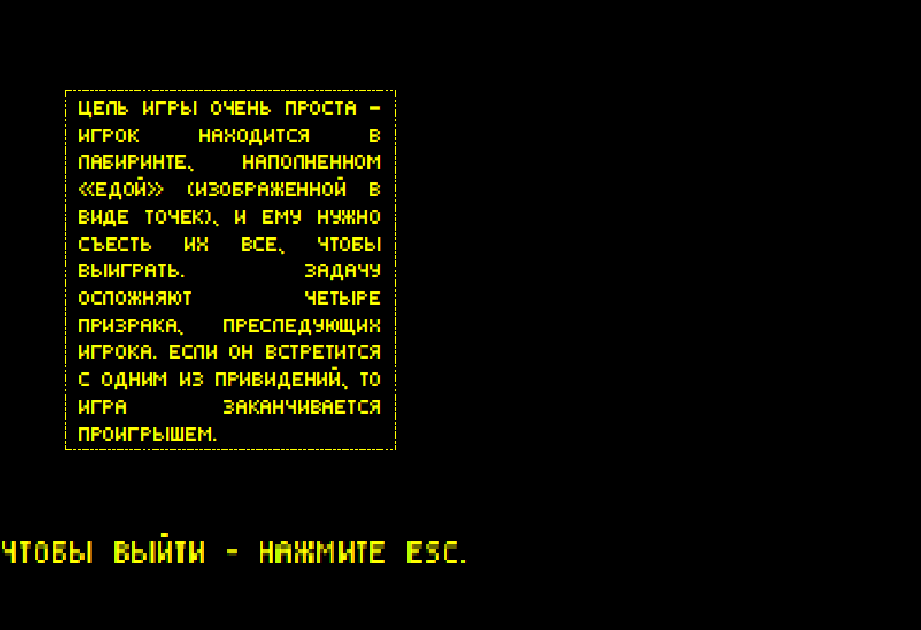 ЦЕЛЬ ИГРЫ ОЧЕНЬ ПРОСТА -
ИГРОК НАХОДИТСЯ В
ЛАБИРИНТЕ, НАПОЛНЕННОМ
«ЕДОЙ» (ИЗОБРАЖЕННОЙ В
ВИДЕ ТОЧЕК), И ЕМУ НУЖНО
СЪЕСТЬ ИХ ВСЕ, ЧТОБЫ
ВЫИГРАТЬ. ЗАДАЧУ
ОСЛОЖНЯЮТ ЧЕТЫРЕ
ПРИЗРАКА, ПРЕСЛЕДУЮЩИХ
ИГРОКА. ЕСЛИ ОН ВСТРЕТИТСЯ
С ОДНИМ ИЗ ПРИВИДЕНИЙ, ТО
ИГРА ЗАКАНЧИВАЕТСЯ
ПРОИГРЫШЕМ.
ЧТОБЫ ВЫЙТИ - НАЖМИТЕ ESC.